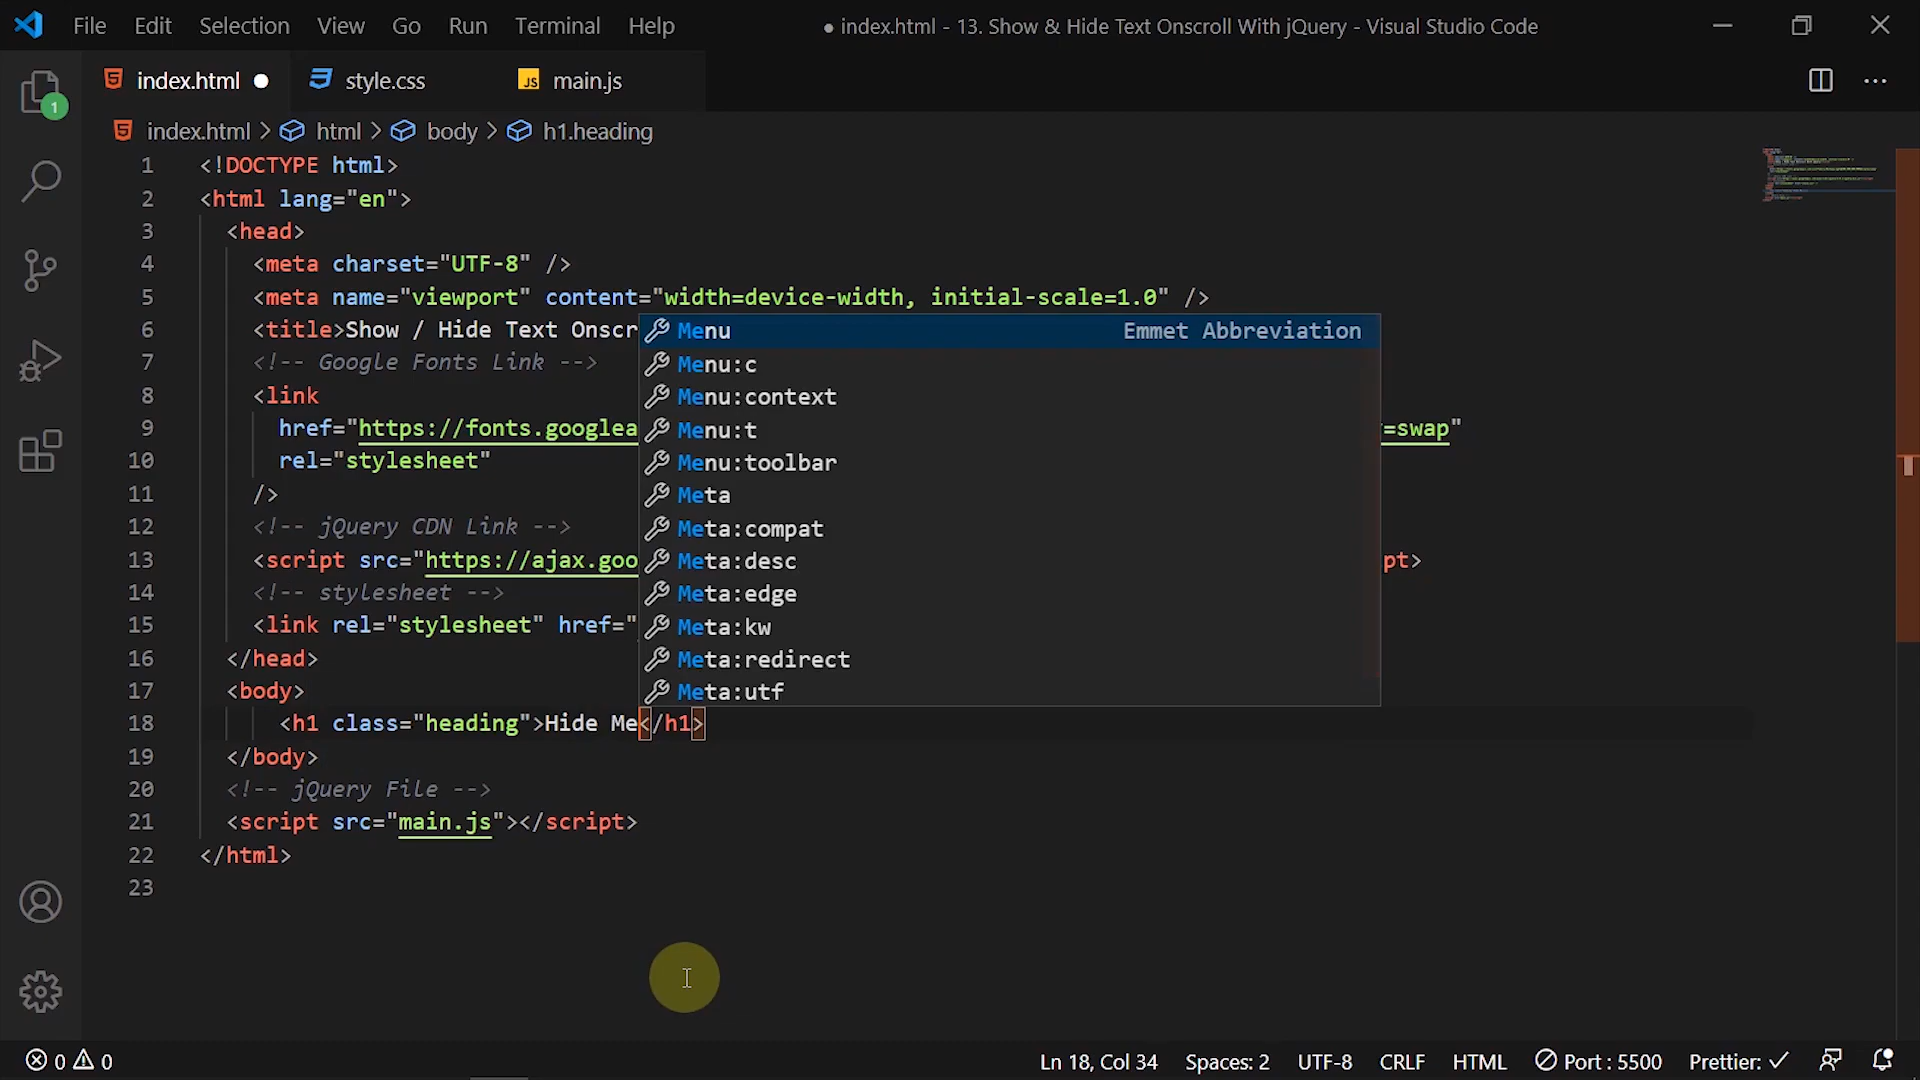 File Edit Selection View Go Run Terminal Help ● index.html - 13. Show & Hide Text Onscroll With jQuery - Visual Studio Code
index.html style.css JS main.js
index.html > html > body > h1.heading
1 <!DOCTYPE html>
2 <html lang="en">
3 <head>
4 <meta charset="UTF-8" />
5 <meta name="viewport" content="width=device-width, initial-scale=1.0" />
6 <title>Show / Hide Text Onscr
Menu Emmet Abbreviation
7 <!-- Google Fonts Link -->
Menu:c
8 <link
Menu:context
9 href="https://fonts.googlea =swap"
Menu:t
10 rel="stylesheet"
Menu:toolbar
11 />
Meta
12 <!-- jQuery CDN Link -->
Meta:compat
13 <script src="https://ajax.goo pt>
Meta:desc
14 <!-- stylesheet -->
Meta:edge
15 <link rel="stylesheet" href="
Meta:kw
16 </head>
Meta:redirect
17 <body>
Meta:utf
18 <h1 class="heading">Hide Me</h1>
19 </body>
20 <!-- jQuery File -->
21 <script src="main.js"></script>
22 </html>
23
1
0 0 Ln 18, Col 34 Spaces: 2 UTF-8 CRLF HTML Port : 5500 Prettier: ✓